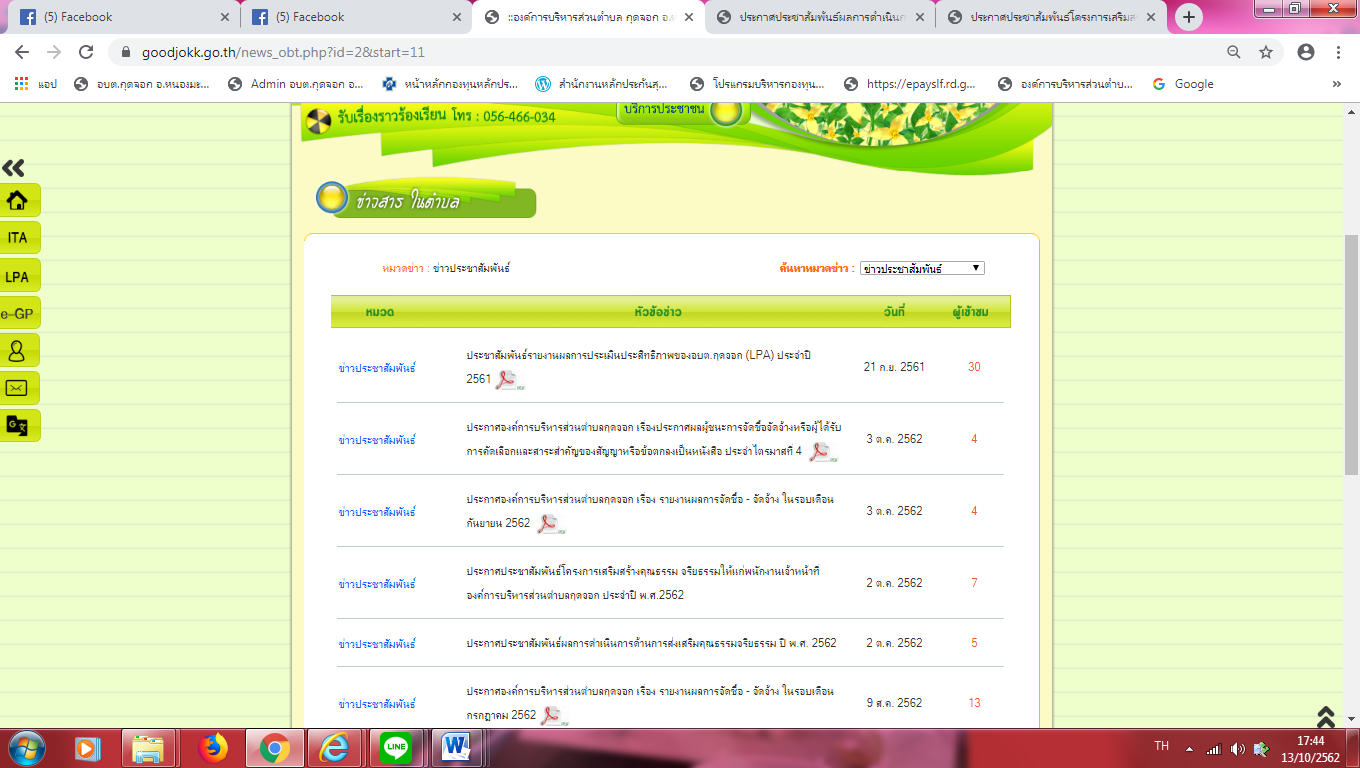 (5) Facebook
(5) Facebook
::องค์การบริหารส่วนตำบล กุดจอก อ.ห
ประกาศประชาสัมพันธ์ผลการดำเนินก
ประกาศประชาสัมพันธ์โครงการเสริมส
goodjokk.go.th/news_obt.php?id=2&start=11
แอป
อบต.กุดจอก อ.หนองมะ...
Admin อบต.กุดจอก อ...
หน้าหลักกองทุนหลักปร...
สำนักงานหลักประกันสุ...
โปรแกรมบริหารกองทุน...
https://epayslf.rd.g...
องค์การบริหารส่วนตำบ...
Google
รับเรื่องราวร้องเรียน โทร : 056-466-034
บริการประชาชน
ITA
LPA
e-GP
ข่าวสาร ในตำบล
หมวดข่าว : ข่าวประชาสัมพันธ์
ค้นหาหมวดข่าว : ข่าวประชาสัมพันธ์
หมวด หัวข้อข่าว วันที่ ผู้เข้าชม
ประชาสัมพันธ์รายงานผลการประเมินประสิทธิภาพของอบต.กุดจอก (LPA) ประจำปี
2561
ข่าวประชาสัมพันธ์ 21 ก.ย. 2561 30
ประกาศองค์การบริหารส่วนตำบลกุดจอก เรื่องประกาศผลผู้ชนะการจัดซื้อจัดจ้างหรือผู้ได้รับ
การคัดเลือกและสาระสำคัญของสัญญาหรือข้อตกลงเป็นหนังสือ ประจำไตรมาสที่ 4
ข่าวประชาสัมพันธ์ 3 ต.ค. 2562 4
ประกาศองค์การบริหารส่วนตำบลกุดจอก เรื่อง รายงานผลการจัดซื้อ - จัดจ้าง ในรอบเดือน
กันยายน 2562
ข่าวประชาสัมพันธ์ 3 ต.ค. 2562 4
ประกาศประชาสัมพันธ์โครงการเสริมสร้างคุณธรรม จริยธรรมให้แก่พนักงานเจ้าหน้าที่
องค์การบริหารส่วนตำบลกุดจอก ประจำปี พ.ศ.2562
ข่าวประชาสัมพันธ์ 2 ต.ค. 2562 7
ข่าวประชาสัมพันธ์ ประกาศประชาสัมพันธ์ผลการดำเนินการด้านการส่งเสริมคุณธรรมจริยธรรม ปี พ.ศ. 2562 2 ต.ค. 2562 5
ประกาศองค์การบริหารส่วนตำบลกุดจอก เรื่อง รายงานผลการจัดซื้อ - จัดจ้าง ในรอบเดือน
กรกฎาคม 2562
ข่าวประชาสัมพันธ์ 9 ส.ค. 2562 13
LINE
TH
17:44
13/10/2562